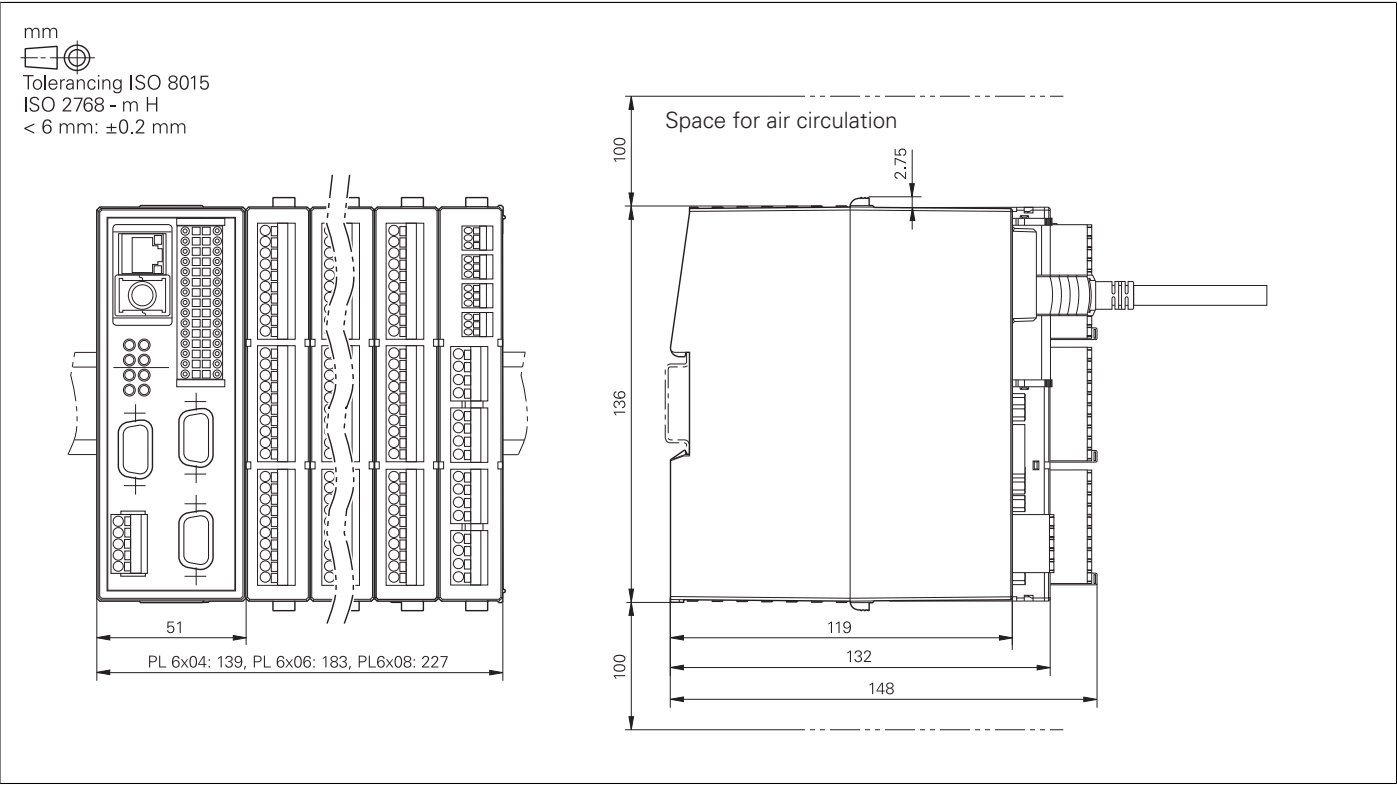 mm
Tolerancing ISO 8015
ISO 2768 - m H
< 6 mm: ±0.2 mm
Space for air circulation
100
2.75
136
51
PL 6x04: 139, PL 6x06: 183, PL6x08: 227
119
132
148
100